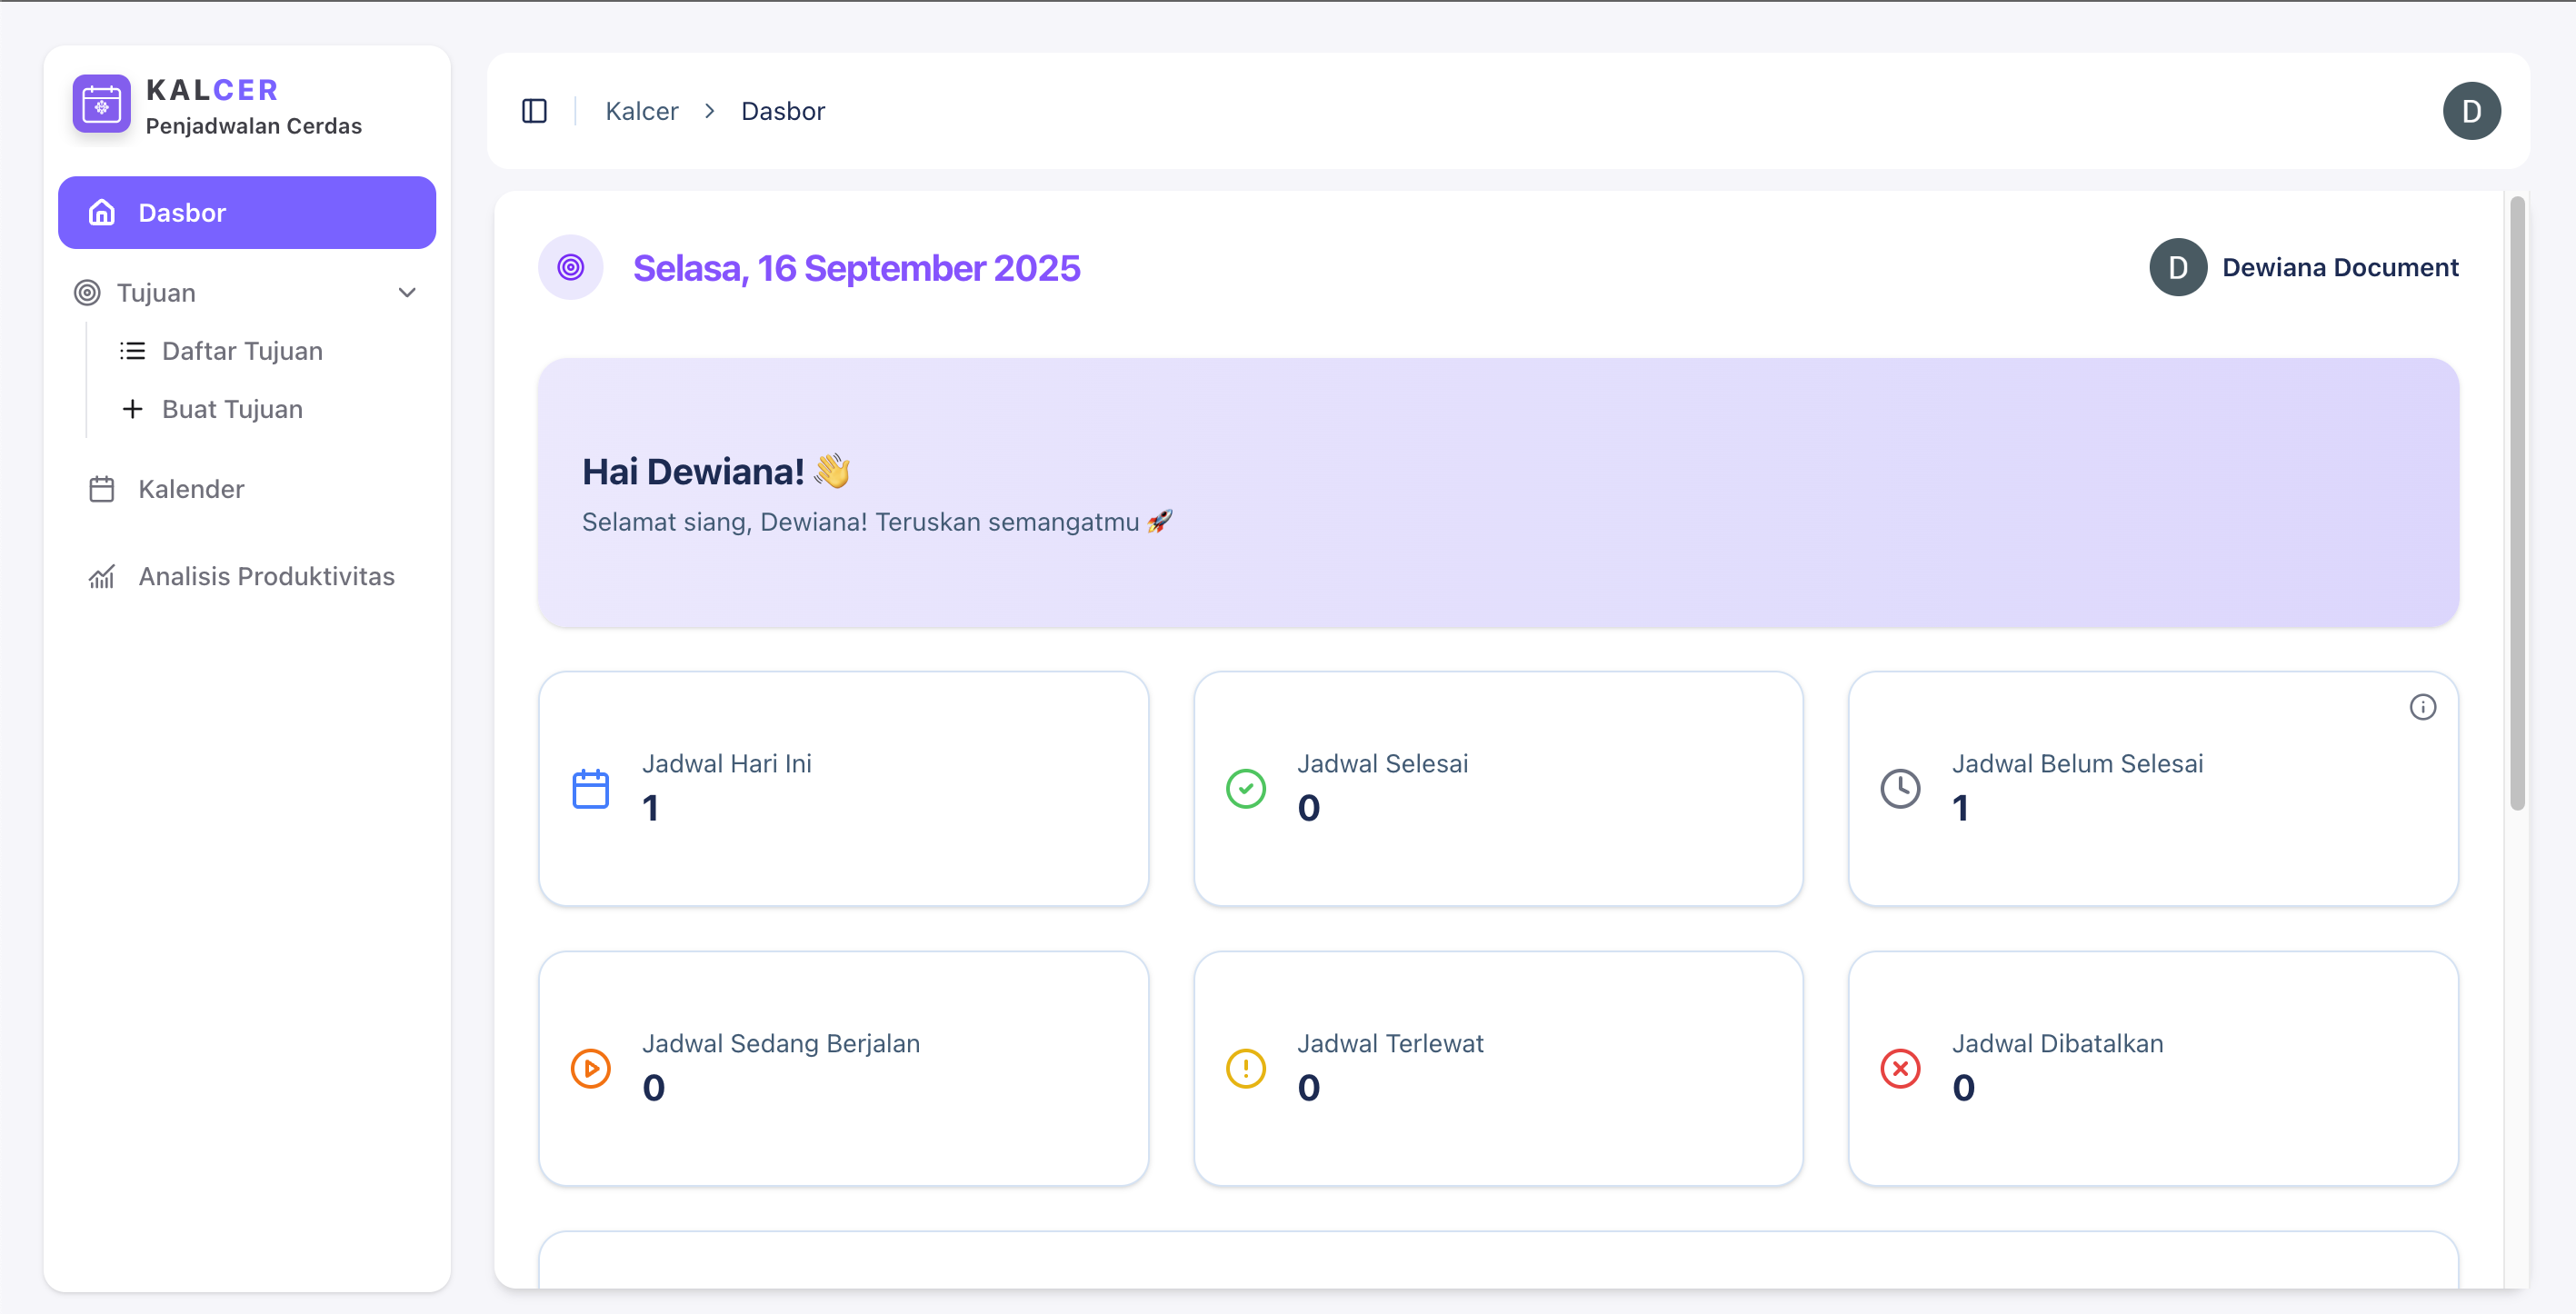 KALCER
Penjadwalan Cerdas
Dasbor
Tujuan
Daftar Tujuan
Buat Tujuan
Kalender
Analisis Produktivitas
Kalcer > Dasbor
D
Selasa, 16 September 2025
D Dewiana Document
Hai Dewiana! 👋
Selamat siang, Dewiana! Teruskan semangatmu 🚀
Jadwal Hari Ini
1
Jadwal Selesai
0
Jadwal Belum Selesai
1
Jadwal Sedang Berjalan
0
Jadwal Terlewat
0
Jadwal Dibatalkan
0